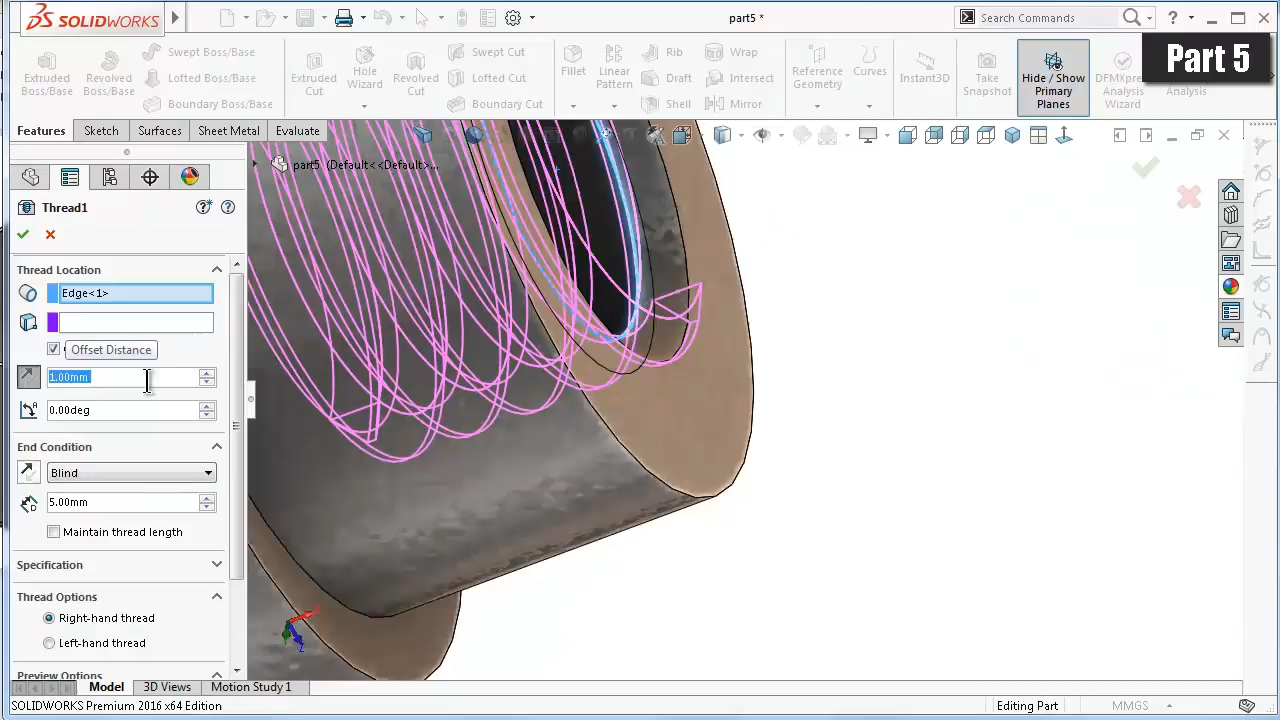 SOLIDWORKS
part5 *
Search Commands
Part 5
Extruded Boss/Base
Revolved Boss/Base
Swept Boss/Base
Lofted Boss/Base
Boundary Boss/Base
Extruded Cut
Hole Wizard
Revolved Cut
Swept Cut
Lofted Cut
Boundary Cut
Fillet
Linear Pattern
Rib
Draft
Shell
Wrap
Intersect
Mirror
Reference Geometry
Curves
Instant3D
Take Snapshot
Hide / Show Primary Planes
DFMXpress Analysis Wizard
Analysis
Features
Sketch
Surfaces
Sheet Metal
Evaluate
part5 (Default<<Default>...
Thread1
Thread Location
Edge<1>
Offset Distance
1.00mm
0.00deg
End Condition
Blind
5.00mm
Maintain thread length
Specification
Thread Options
Right-hand thread
Left-hand thread
Preview Options
Z
Model
3D Views
Motion Study 1
SOLIDWORKS Premium 2016 x64 Edition
Editing Part
MMGS